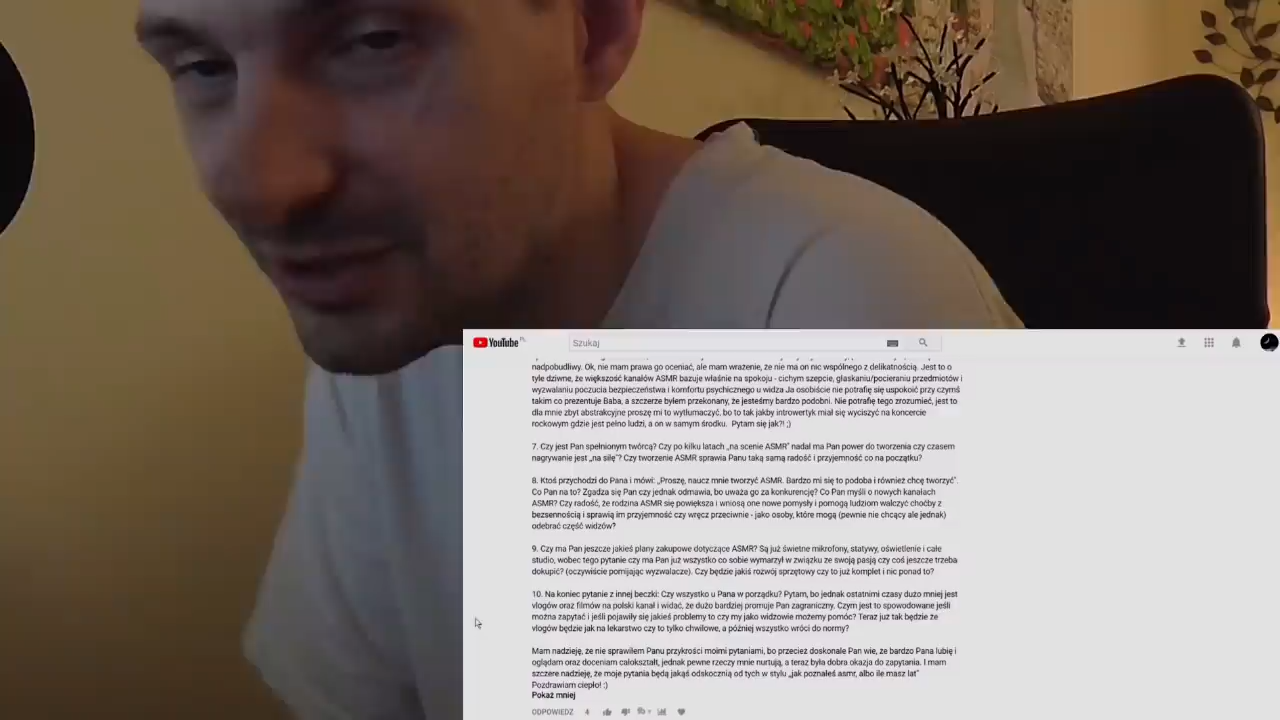 YouTube PL
Szukaj
nadpobudliwy. Ok, nie mam prawa go oceniać, ale mam wrażenie, że nie ma on nic wspólnego z delikatnością. Jest to o
tyle dziwne, że większość kanałów ASMR bazuje właśnie na spokoju - cichym szepcie, głaskaniu/pocieraniu przedmiotów i
wyzwalaniu poczucia bezpieczeństwa i komfortu psychicznego u widza Ja osobiście nie potrafię się uspokoić przy czymś
takim co prezentuje Baba, a szczerze byłem przekonany, że jesteśmy bardzo podobni. Nie potrafię tego zrozumieć, jest to
dla mnie zbyt abstrakcyjne proszę mi to wytłumaczyć, bo to tak jakby introwertyk miał się wyciszyć na koncercie
rockowym gdzie jest pełno ludzi, a on w samym środku. Pytam się jak?! ;)
7. Czy jest Pan spełnionym twórcą? Czy po kilku latach „na scenie ASMR" nadal ma Pan power do tworzenia czy czasem
nagrywanie jest „na siłę"? Czy tworzenie ASMR sprawia Panu taką samą radość i przyjemność co na początku?
8. Ktoś przychodzi do Pana i mówi: „Proszę, naucz mnie tworzyć ASMR. Bardzo mi się to podoba i również chcę tworzyć".
Co Pan na to? Zgadza się Pan czy jednak odmawia, bo uważa go za konkurencję? Co Pan myśli o nowych kanałach
ASMR? Czy radość, że rodzina ASMR się powiększa i wniosą one nowe pomysły i pomogą ludziom walczyć choćby z
bezsennością i sprawią im przyjemność czy wręcz przeciwnie - jako osoby, które mogą (pewnie nie chcący ale jednak)
odebrać część widzów?
9. Czy ma Pan jeszcze jakieś plany zakupowe dotyczące ASMR? Są już świetne mikrofony, statywy, oświetlenie i całe
studio, wobec tego pytanie czy ma Pan już wszystko co sobie wymarzył w związku ze swoją pasją czy coś jeszcze trzeba
dokupić? (oczywiście pomijając wyzwalacze). Czy będzie jakiś rozwój sprzętowy czy to już komplet i nic ponad to?
10. Na koniec pytanie z innej beczki: Czy wszystko u Pana w porządku? Pytam, bo jednak ostatnimi czasy dużo mniej jest
vlogów oraz filmów na polski kanał i widać, że dużo bardziej promuje Pan zagraniczny. Czym jest to spowodowane jeśli
można zapytać i jeśli pojawiły się jakieś problemy to czy my jako widzowie możemy pomóc? Teraz już tak będzie że
vlogów będzie jak na lekarstwo czy to tylko chwilowe, a później wszystko wróci do normy?
Mam nadzieję, że nie sprawiłem Panu przykrości moimi pytaniami, bo przecież doskonale Pan wie, że bardzo Pana lubię i
oglądam oraz doceniam całokształt, jednak pewne rzeczy mnie nurtują, a teraz była dobra okazja do zapytania. I mam
szczere nadzieję, że moje pytania będą jakąś odskocznią od tych w stylu „jak poznałeś asmr, albo ile masz lat"
Pozdrawiam ciepło! :)
Pokaż mniej
ODPOWIEDZ 4